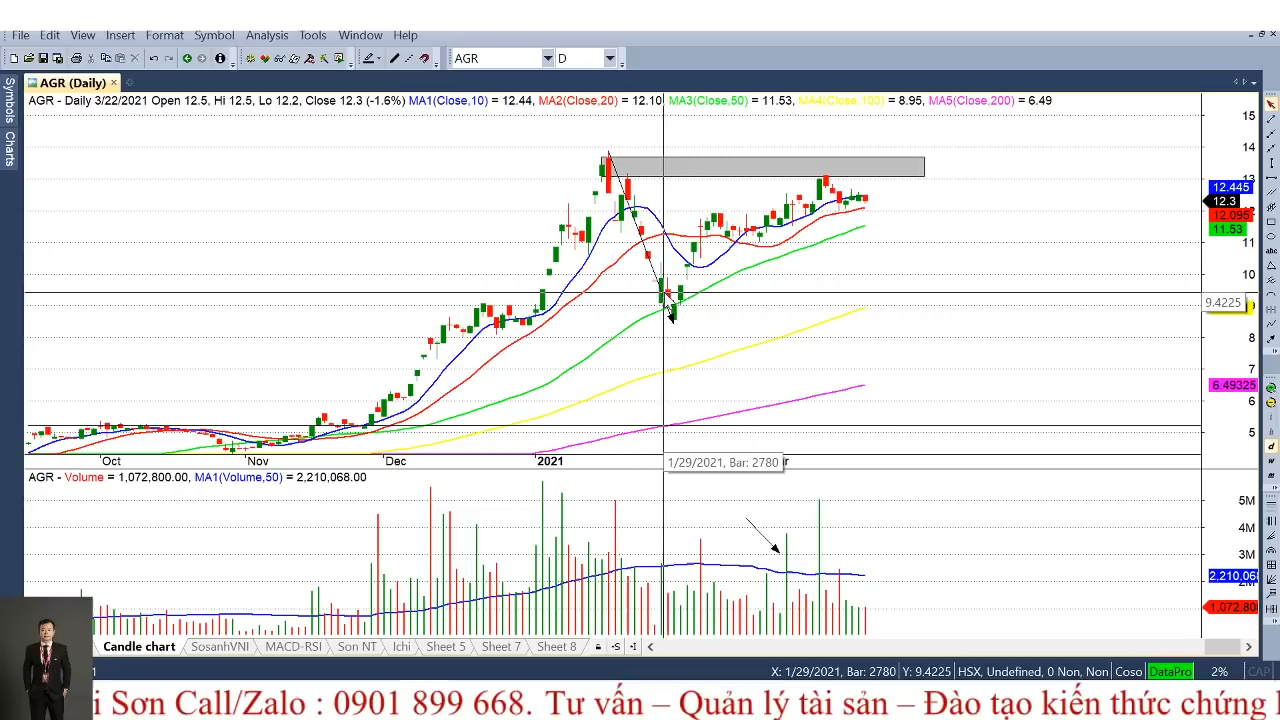 File Edit View Insert Format Symbol Analysis Tools Window Help
AGR D
AGR (Daily)
Symbols
Charts
AGR - Daily 3/22/2021 Open 12.5, Hi 12.5, Lo 12.2, Close 12.3 (-1.6%) MA1(Close,10) = 12.44, MA2(Close,20) = 12.10 MA3(Close,50) = 11.53, MA4(Close,100) = 8.95, MA5(Close,200) = 6.49
15
14
13
12.445
12.3
12.095
11.53
11
10
9.4225
8
7
6.49325
6
5
Oct Nov Dec 2021
1/29/2021, Bar: 2780
AGR - Volume = 1,072,800.00, MA1(Volume,50) = 2,210,068.00
5M
4M
3M
2,210,068
1,072,80
Candle chart SosanhVNI MACD-RSI Son NT Ichi Sheet 5 Sheet 7 Sheet 8
X: 1/29/2021, Bar: 2780 Y: 9.4225 HSX, Undefined, 0 Non, Non Coso DataPro 2% CAP
i Sơn Call/Zalo : 0901 899 668. Tư vấn – Quản lý tài sản – Đào tạo kiến thức chứng